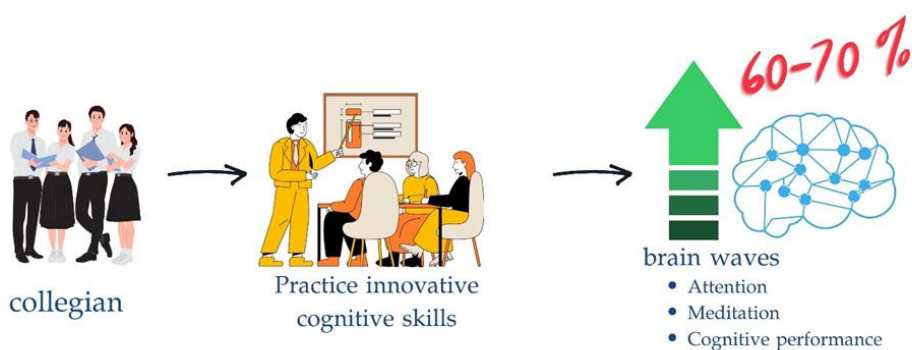 60-70 %
collegian
Practice innovative
cognitive skills
brain waves
• Attention
• Meditation
• Cognitive performance